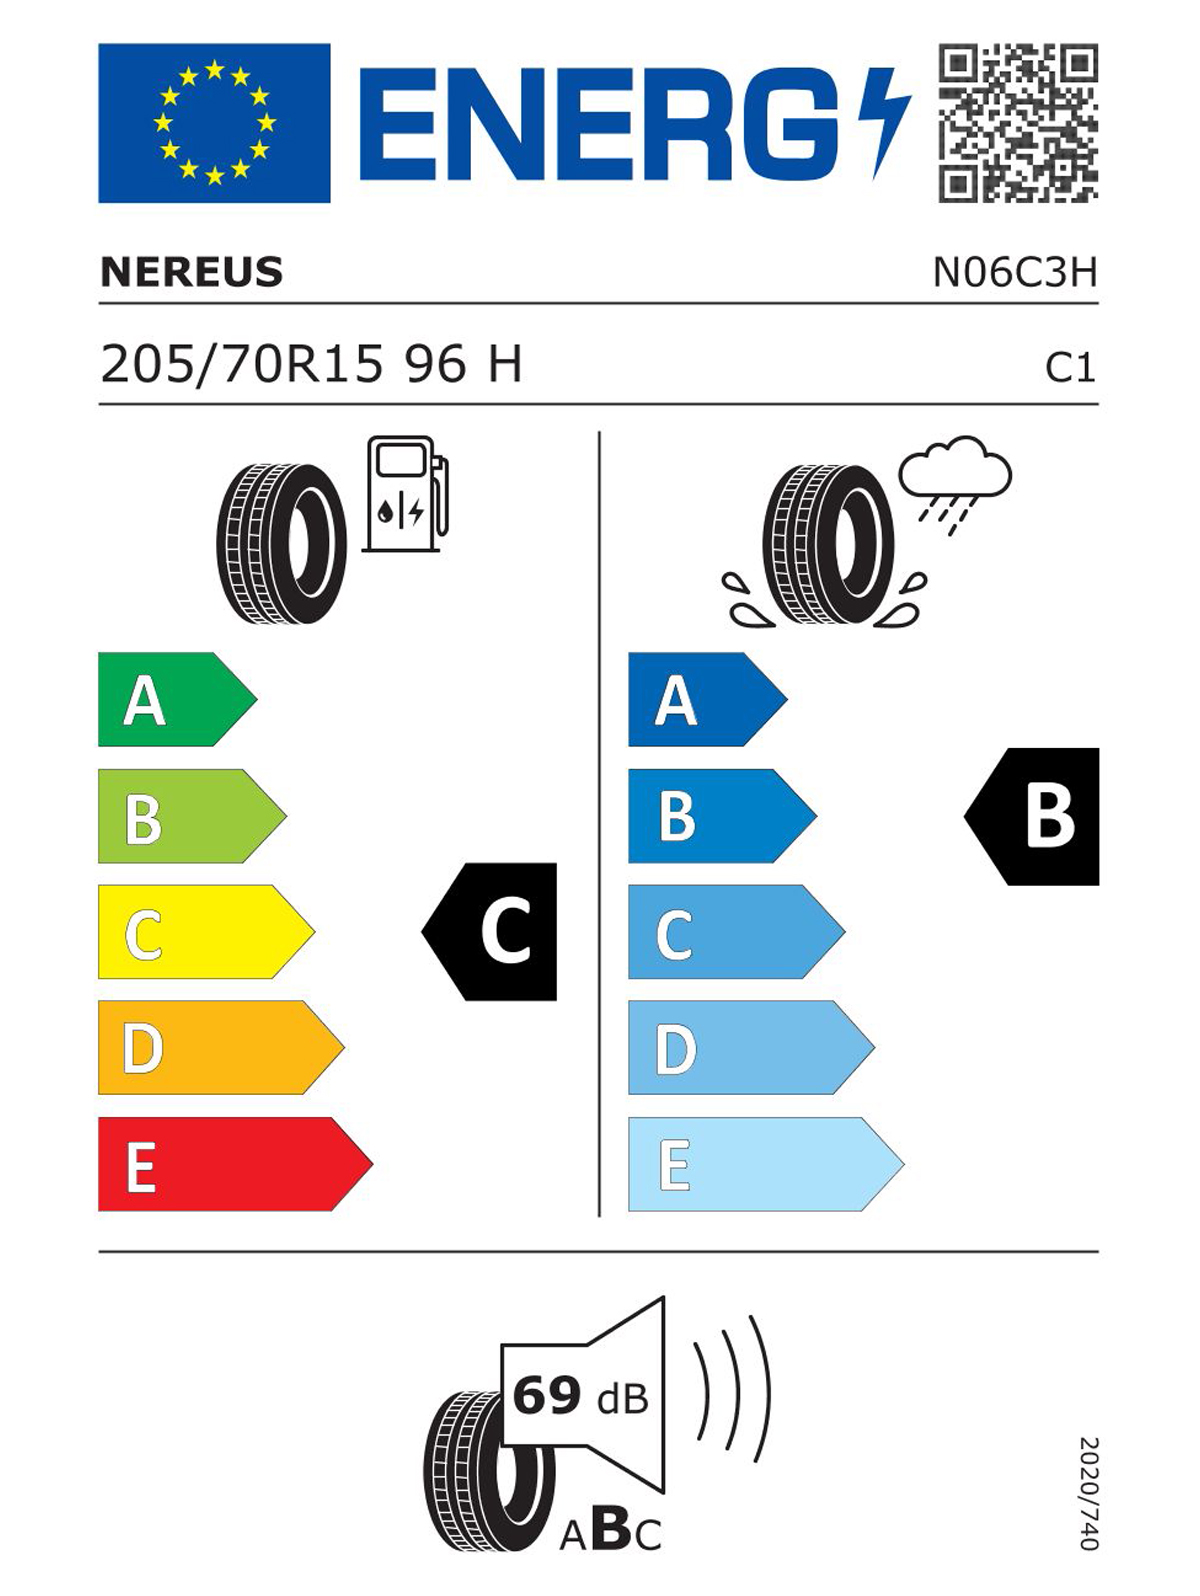 ENERG
NEREUS N06C3H
205/70R15 96 H C1
A A
B B B
C C C
D D
E E
69 dB
ABC
2020/740